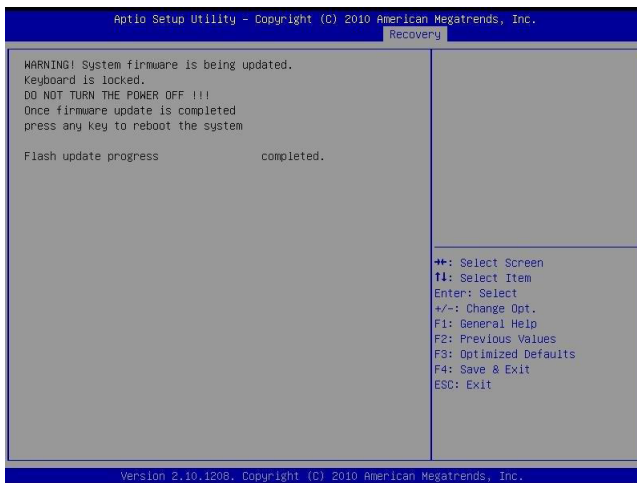 Aptio Setup Utility – Copyright (C) 2010 American Megatrends, Inc.
Recovery
WARNING! System firmware is being updated.
Keyboard is locked.
DO NOT TURN THE POWER OFF !!!
Once firmware update is completed
press any key to reboot the system
Flash update progress completed.
→←: Select Screen
↑↓: Select Item
Enter: Select
+/-: Change Opt.
F1: General Help
F2: Previous Values
F3: Optimized Defaults
F4: Save & Exit
ESC: Exit
Version 2.10.1208. Copyright (C) 2010 American Megatrends, Inc.